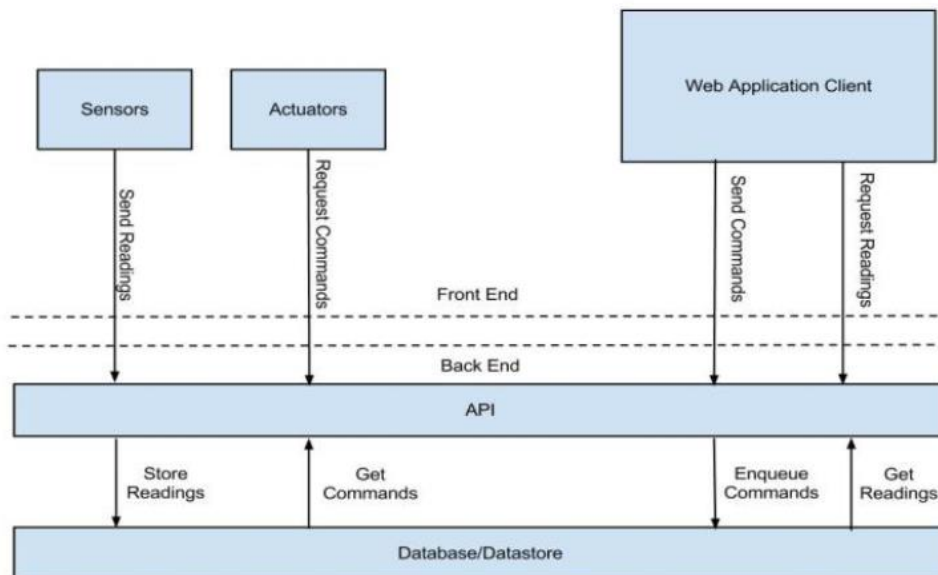 Sensors
Actuators
Web Application Client
Send Readings
Request Commands
Send Commands
Request Readings
Front End
Back End
API
Store
Readings
Get
Commands
Enqueue
Commands
Get
Readings
Database/Datastore